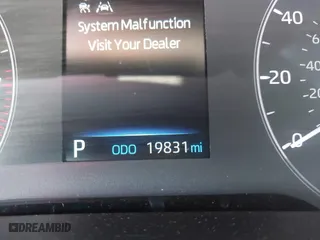 System Malfunction
Visit Your Dealer
P ODO 19831 mi
40
20
0
DREAMBID